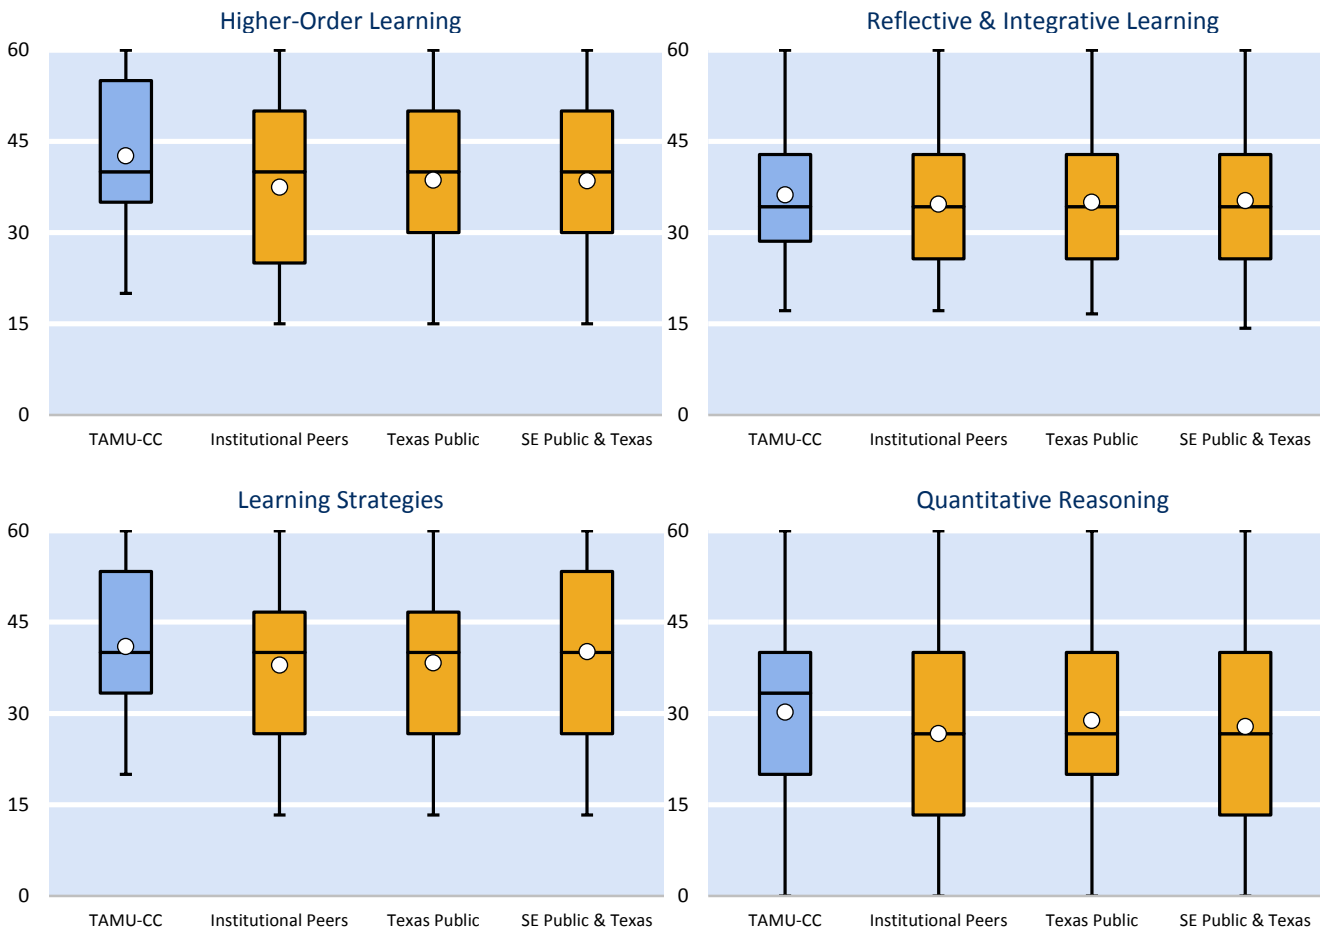 Higher-Order Learning
60
45
30
15
0
TAMU-CC Institutional Peers Texas Public SE Public & Texas
Reflective & Integrative Learning
60
45
30
15
0
TAMU-CC Institutional Peers Texas Public SE Public & Texas
Learning Strategies
60
45
30
15
0
TAMU-CC Institutional Peers Texas Public SE Public & Texas
Quantitative Reasoning
60
45
30
15
0
TAMU-CC Institutional Peers Texas Public SE Public & Texas